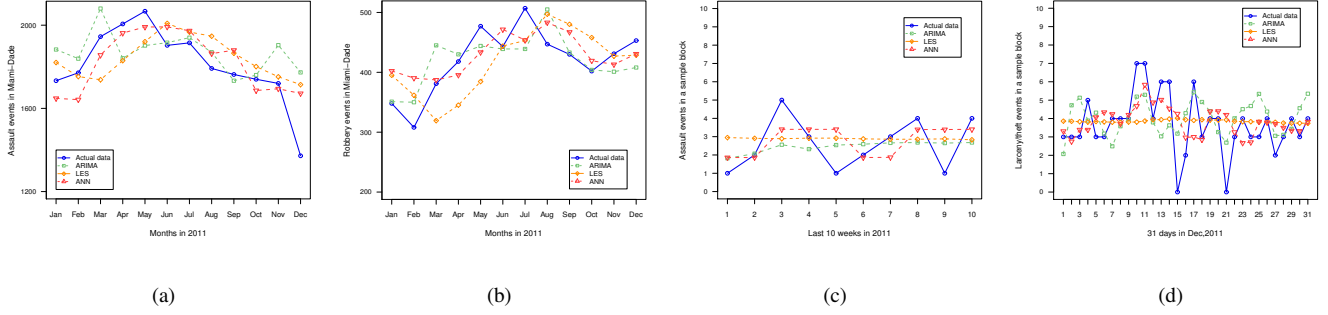 Assault events in Miami−Dade
2000
1600
1200
Actual data
ARIMA
LES
ANN
Jan Feb Mar Apr May Jun Jul Aug Sep Oct Nov Dec
Months in 2011
(a)
Robbery events in Miami−Dade
500
400
300
200
Actual data
ARIMA
LES
ANN
Jan Feb Mar Apr May Jun Jul Aug Sep Oct Nov Dec
Months in 2011
(b)
Assault events in a sample block
10
9
8
7
6
5
4
3
2
1
0
Actual data
ARIMA
LES
ANN
1 2 3 4 5 6 7 8 9 10
Last 10 weeks in 2011
(c)
Larceny/theft events in a sample block
10
9
8
7
6
5
4
3
2
1
0
Actual data
ARIMA
LES
ANN
1 3 5 7 9 11 13 15 17 19 21 23 25 27 29 31
31 days in Dec,2011
(d)